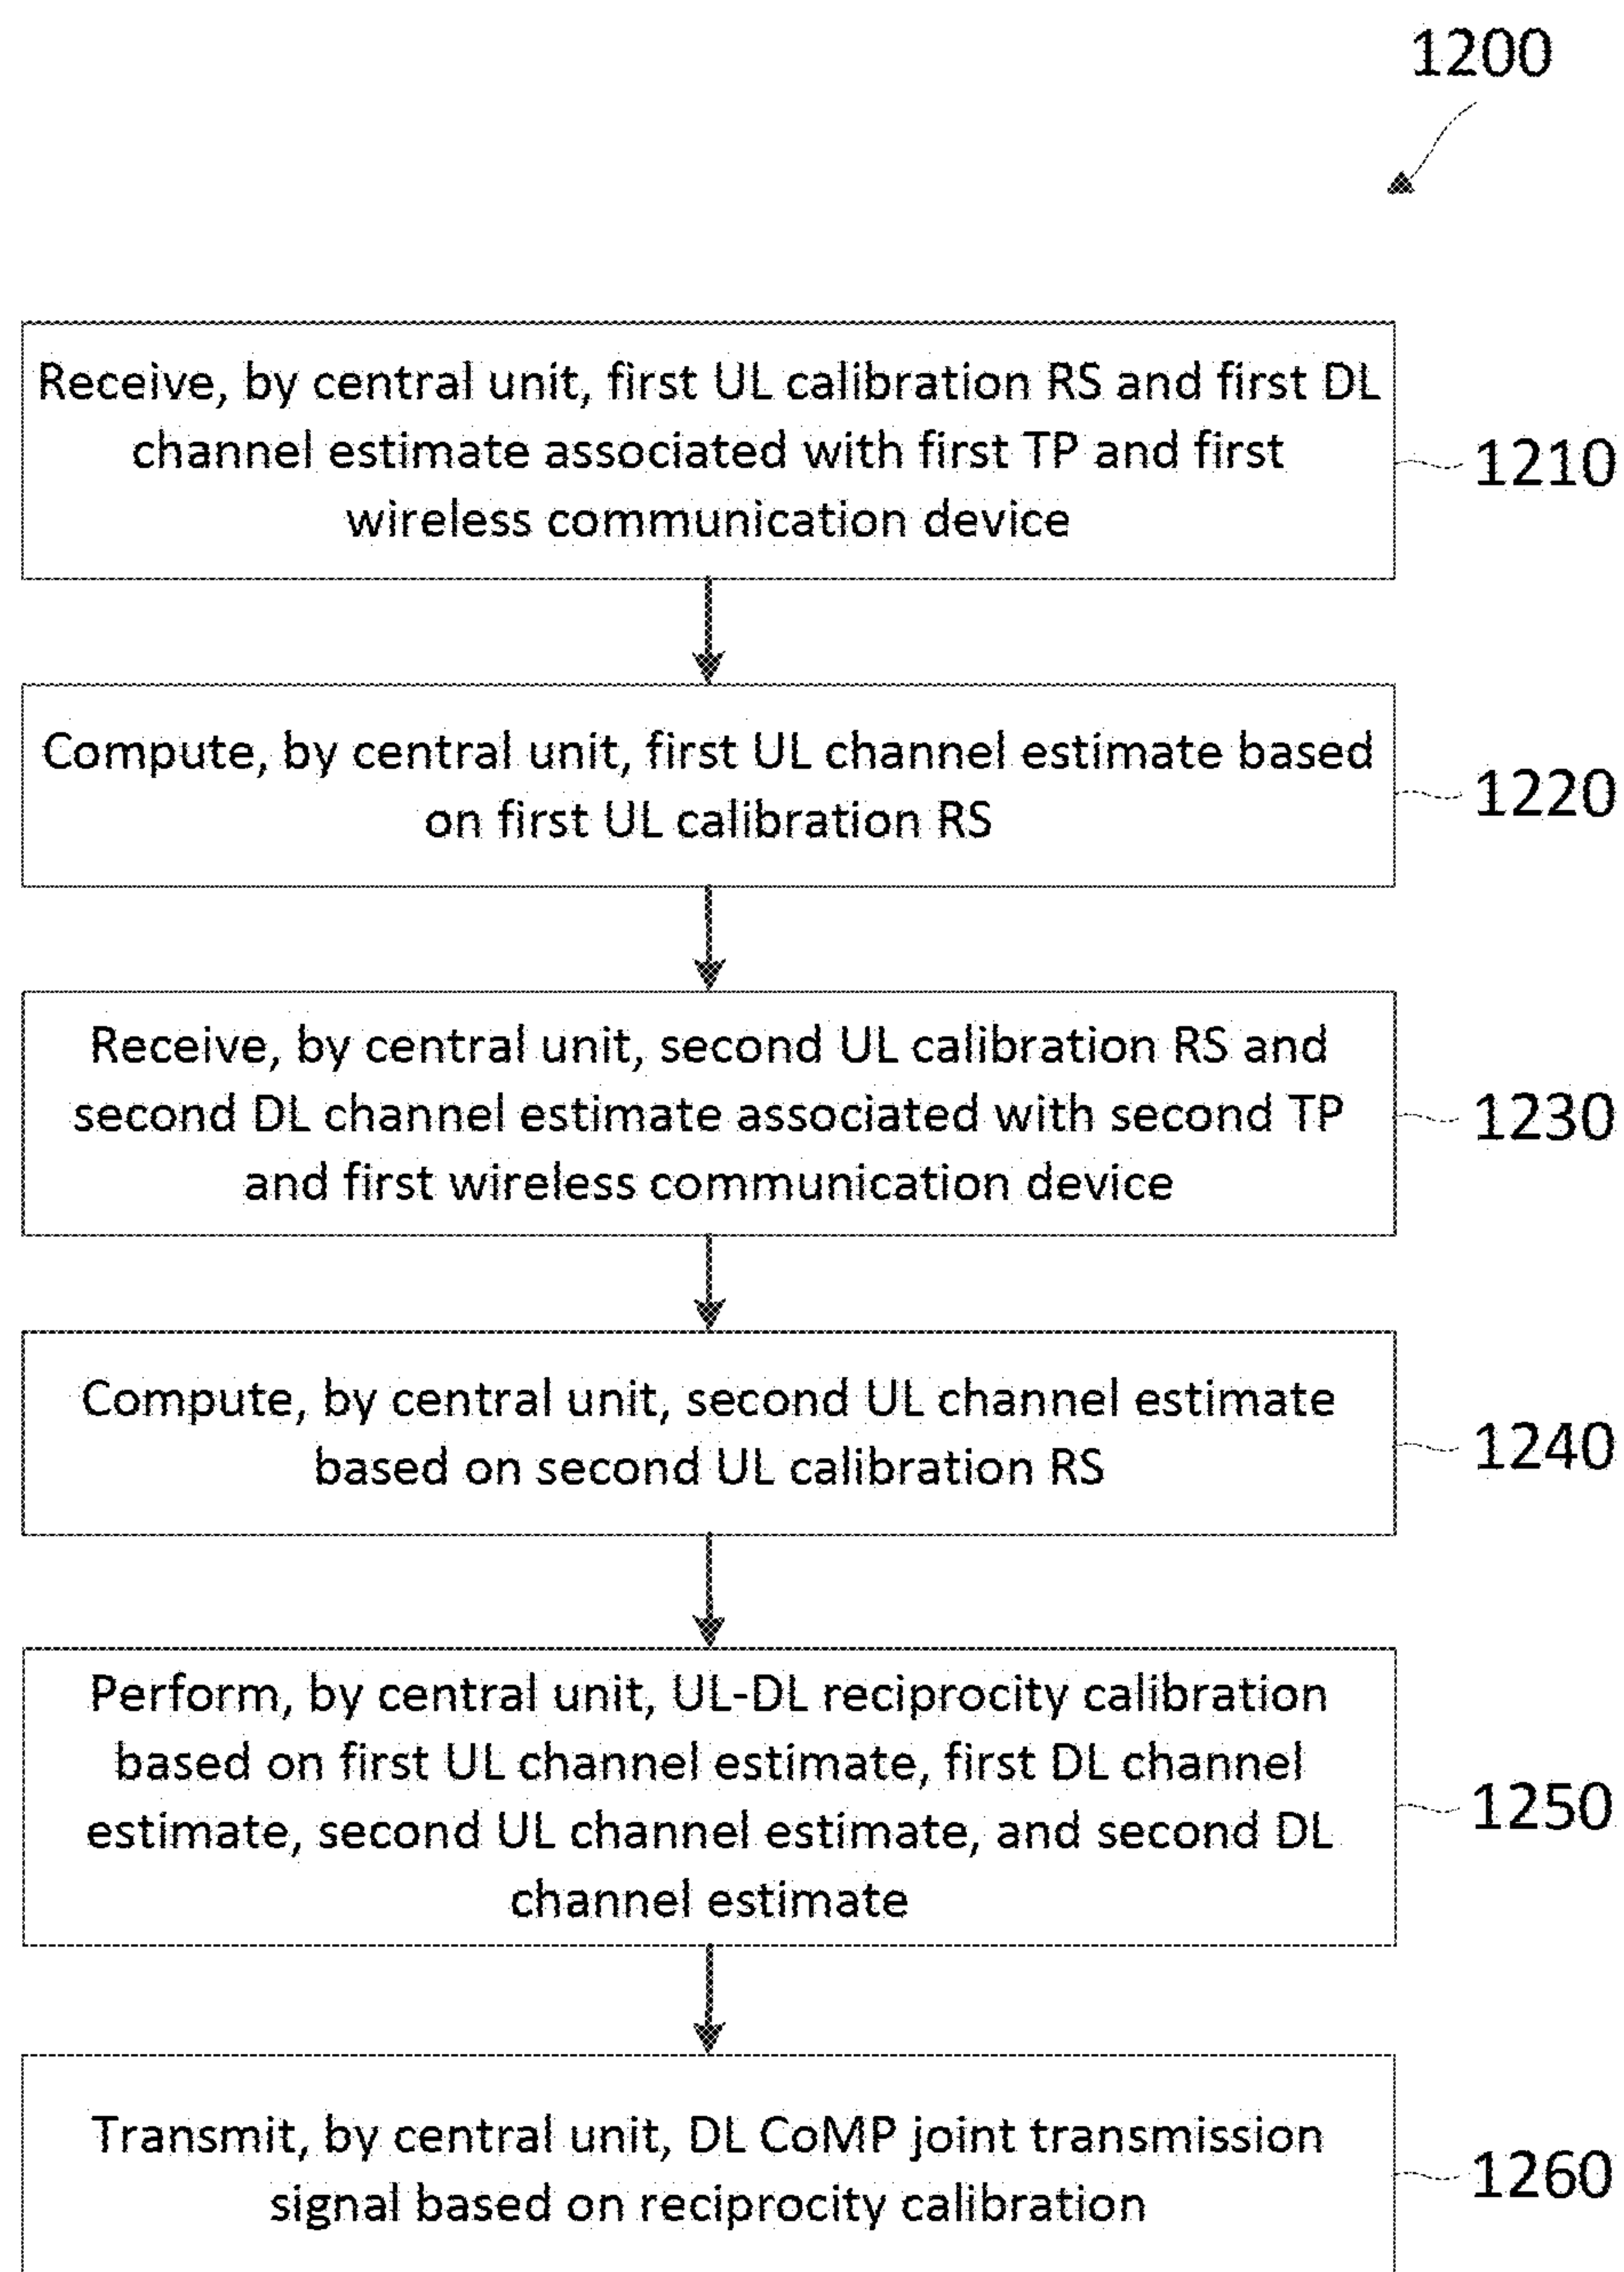 1200
Receive, by central unit, first UL calibration RS and first DL
channel estimate associated with first TP and first
wireless communication device
1210
Compute, by central unit, first UL channel estimate based
on first UL calibration RS
1220
Receive, by central unit, second UL calibration RS and
second DL channel estimate associated with second TP
and first wireless communication device
1230
Compute, by central unit, second UL channel estimate
based on second UL calibration RS
1240
Perform, by central unit, UL-DL reciprocity calibration
based on first UL channel estimate, first DL channel
estimate, second UL channel estimate, and second DL
channel estimate
1250
Transmit, by central unit, DL CoMP joint transmission
signal based on reciprocity calibration
1260